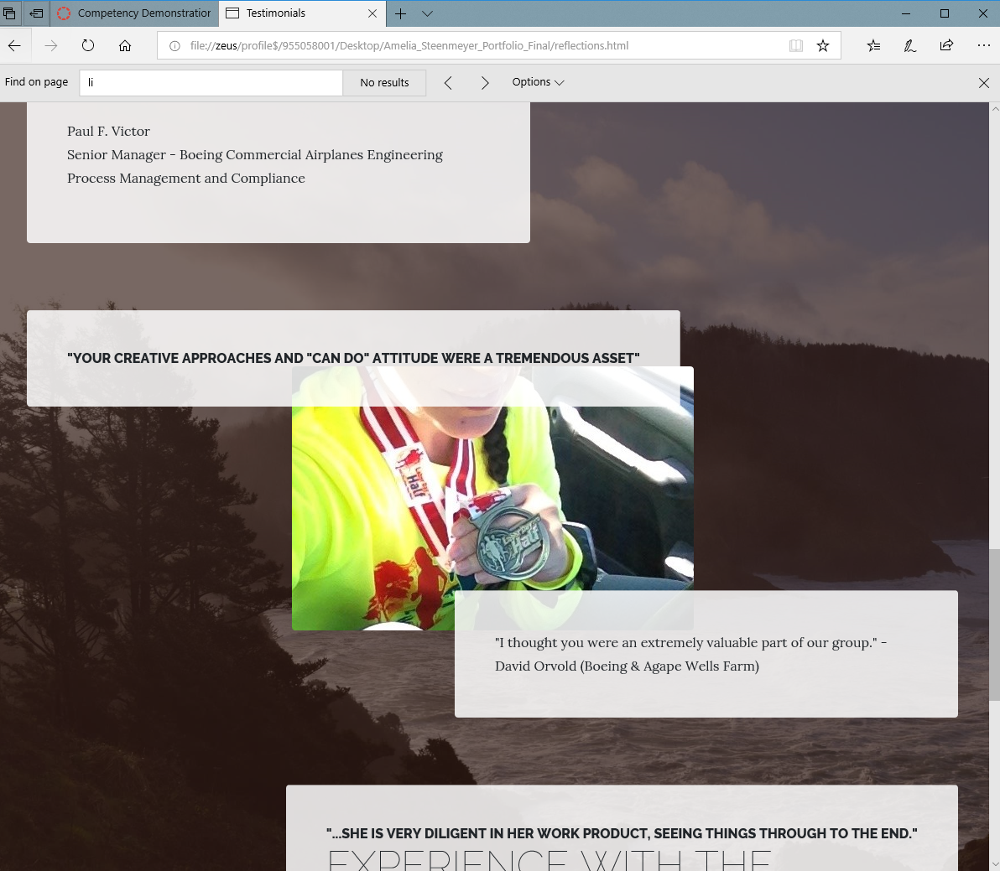 Competency Demonstration
Testimonials
file://zeus/profile$/955058001/Desktop/Amelia_Steenmeyer_Portfolio_Final/reflections.html
Find on page
li
No results
Options
Paul F. Victor
Senior Manager - Boeing Commercial Airplanes Engineering
Process Management and Compliance
"YOUR CREATIVE APPROACHES AND "CAN DO" ATTITUDE WERE A TREMENDOUS ASSET"
Half
Half
"I thought you were an extremely valuable part of our group." -
David Orvold (Boeing & Agape Wells Farm)
"...SHE IS VERY DILIGENT IN HER WORK PRODUCT, SEEING THINGS THROUGH TO THE END."
EXPERIENCE WITH THE